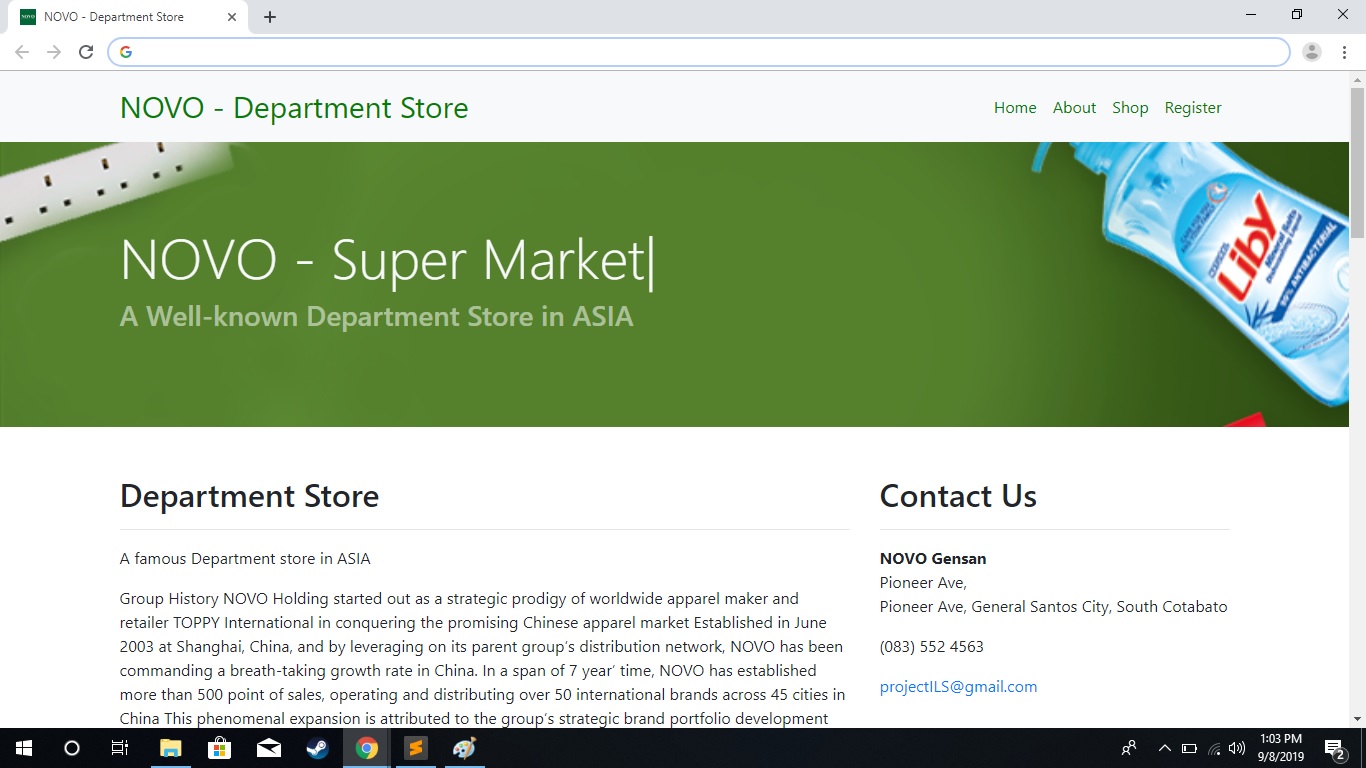 NOVO - Department Store
NOVO - Department Store
Home About Shop Register
Liby
Mineral Salts
Dishwashing Liquid
99% ANTIBACTERIAL
NOVO - Super Market|
A Well-known Department Store in ASIA
Department Store
A famous Department store in ASIA
Group History NOVO Holding started out as a strategic prodigy of worldwide apparel maker and
retailer TOPPY International in conquering the promising Chinese apparel market Established in June
2003 at Shanghai, China, and by leveraging on its parent group’s distribution network, NOVO has been
commanding a breath-taking growth rate in China. In a span of 7 year’ time, NOVO has established
more than 500 point of sales, operating and distributing over 50 international brands across 45 cities in
China This phenomenal expansion is attributed to the group’s strategic brand portfolio development
Contact Us
NOVO Gensan
Pioneer Ave,
Pioneer Ave, General Santos City, South Cotabato
(083) 552 4563
projectILS@gmail.com
1:03 PM
9/8/2019
2